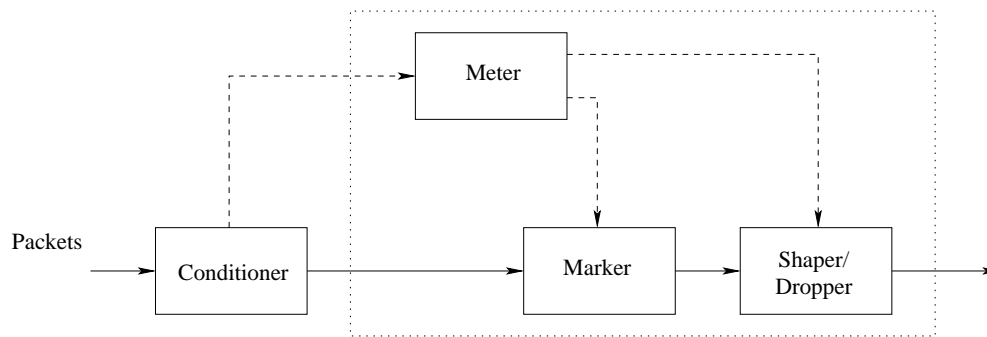 Meter
Packets
Conditioner
Marker
Shaper/
Dropper